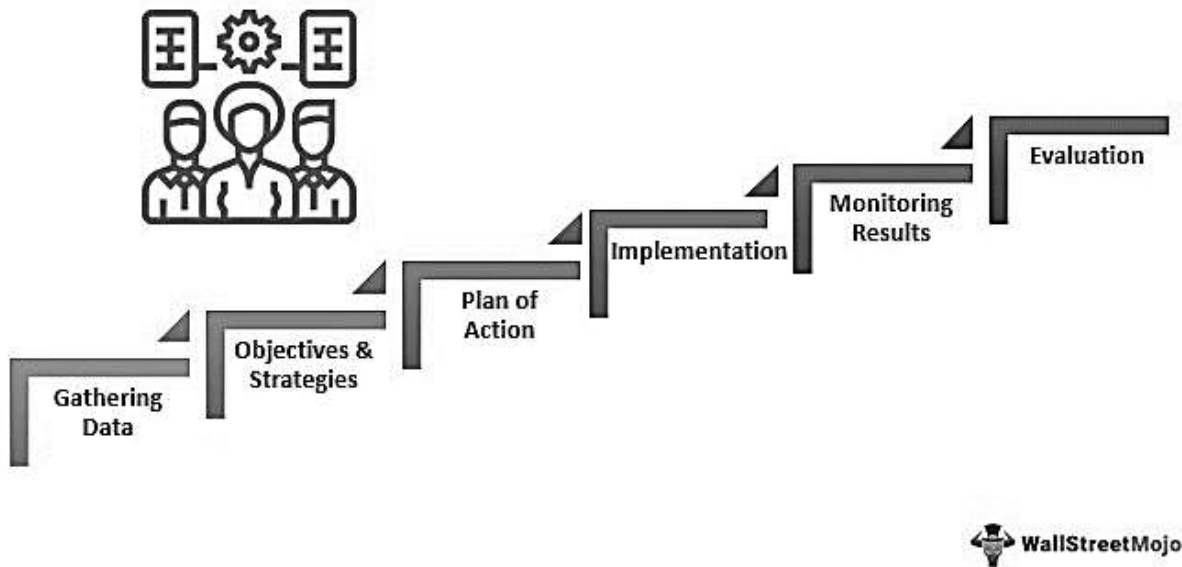 Gathering
Data
Objectives &
Strategies
Plan of
Action
Implementation
Monitoring
Results
Evaluation
WallStreetMojo